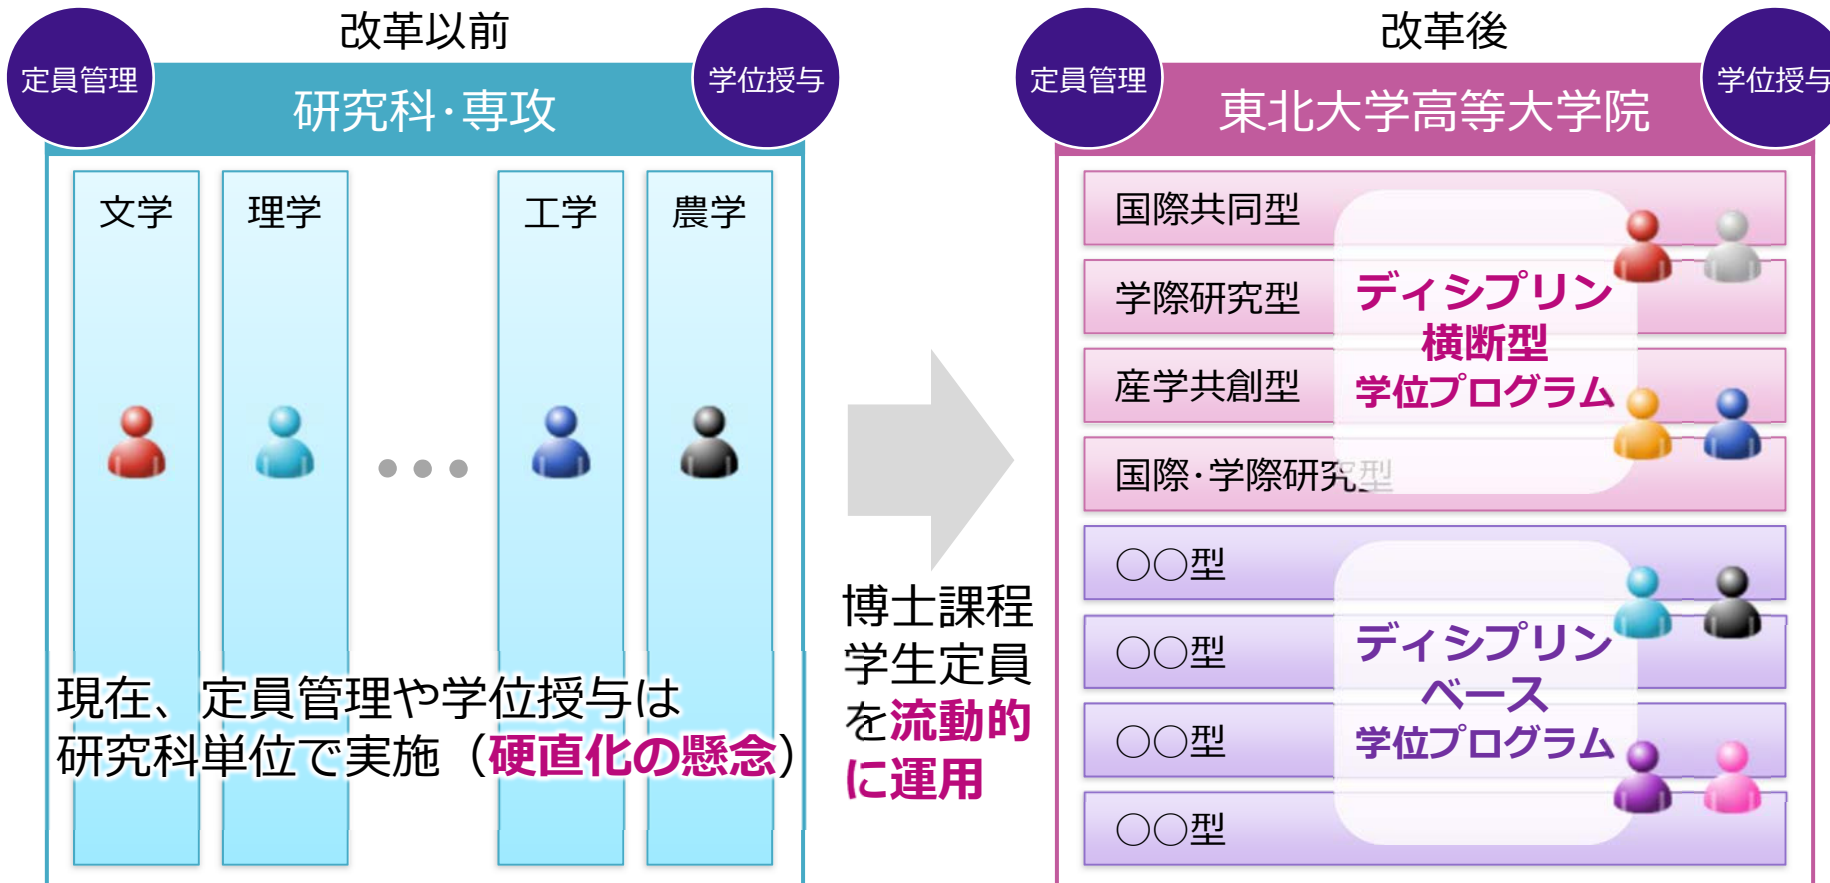 改革以前
定員管理
学位授与
研究科・専攻
文学
理学
工学
農学
現在、定員管理や学位授与は
研究科単位で実施（硬直化の懸念）
博士課程
学生定員
を流動的
に運用
改革後
定員管理
学位授与
東北大学高等大学院
国際共同型
学際研究型
産学共創型
国際・学際研究型
ディシプリン
横断型
学位プログラム
○○型
○○型
○○型
○○型
ディシプリン
ベース
学位プログラム